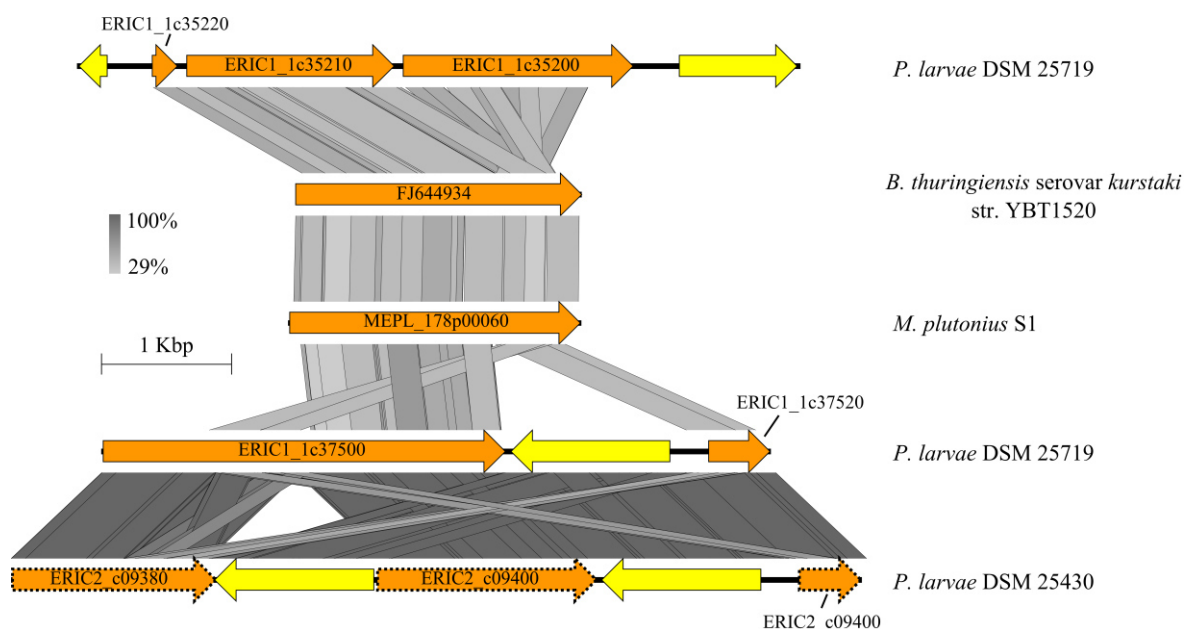 ERIC1_1c35220
ERIC1_1c35210
ERIC1_1c35200
P. larvae DSM 25719
FJ644934
B. thuringiensis serovar kurstaki
str. YBT1520
100%
29%
MEPL_178p00060
M. plutonius S1
1 Kbp
ERIC1_1c37520
ERIC1_1c37500
P. larvae DSM 25719
ERIC2_c09380
ERIC2_c09400
P. larvae DSM 25430
ERIC2_c09400